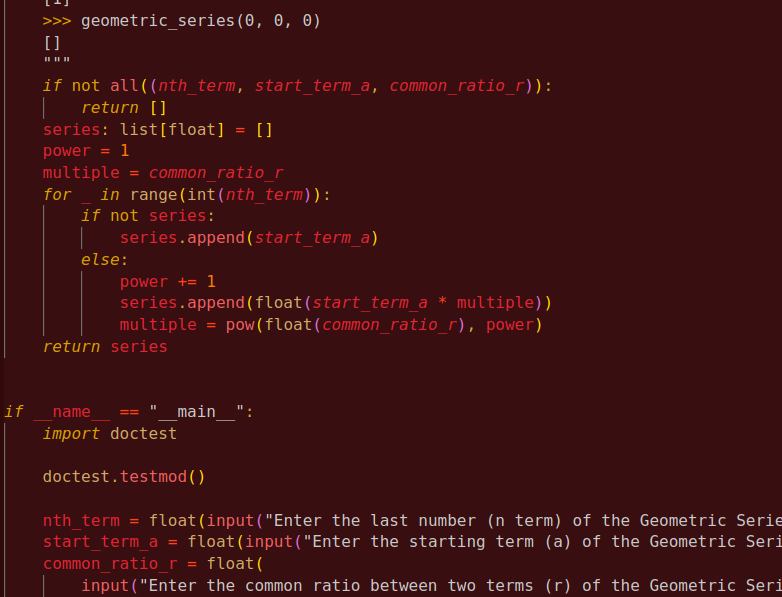 [1]
>>> geometric_series(0, 0, 0)
[]
"""
if not all((nth_term, start_term_a, common_ratio_r)):
return []
series: list[float] = []
power = 1
multiple = common_ratio_r
for _ in range(int(nth_term)):
if not series:
series.append(start_term_a)
else:
power += 1
series.append(float(start_term_a * multiple))
multiple = pow(float(common_ratio_r), power)
return series
if __name__ == "__main__":
import doctest
doctest.testmod()
nth_term = float(input("Enter the last number (n term) of the Geometric Serie
start_term_a = float(input("Enter the starting term (a) of the Geometric Seri
common_ratio_r = float(
input("Enter the common ratio between two terms (r) of the Geometric Seri